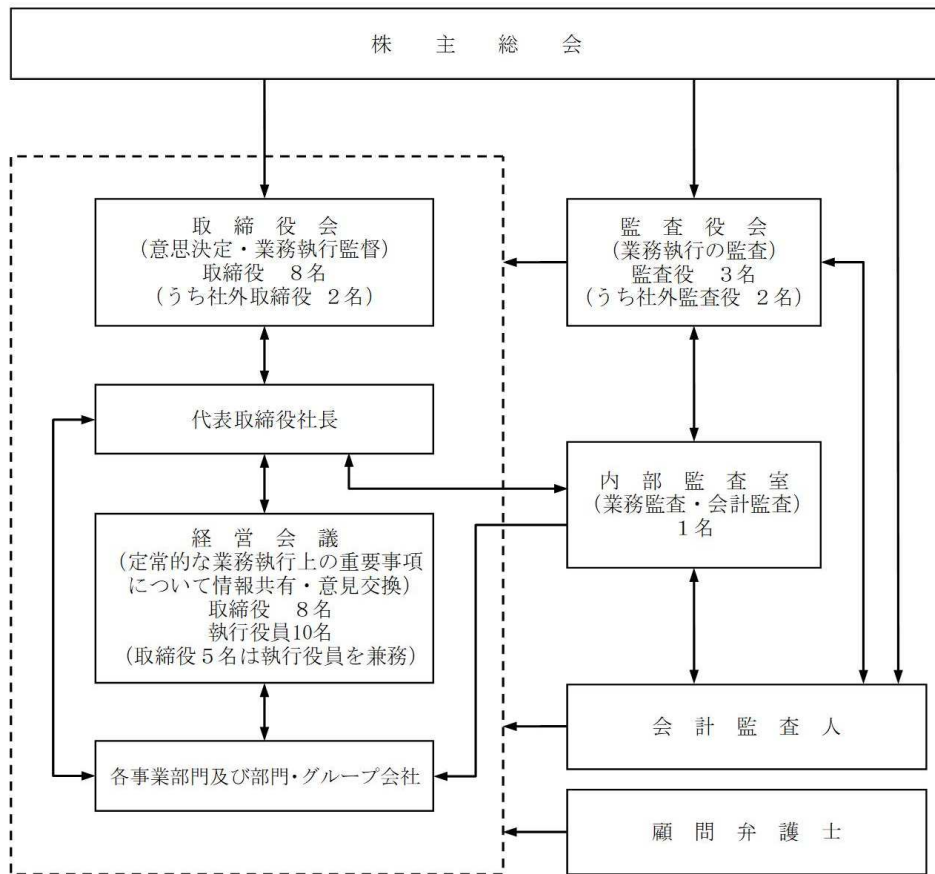 株主総会
取締役会
(意思決定・業務執行監督)
取締役 8名
(うち社外取締役 2名)
監査役会
(業務執行の監査)
監査役 3名
(うち社外監査役 2名)
代表取締役社長
内部監査室
(業務監査・会計監査)
1名
経営会議
(定常的な業務執行上の重要事項
について情報共有・意見交換)
取締役 8名
執行役員10名
(取締役5名は執行役員を兼務)
会計監査人
各事業部門及び部門・グループ会社
顧問弁護士